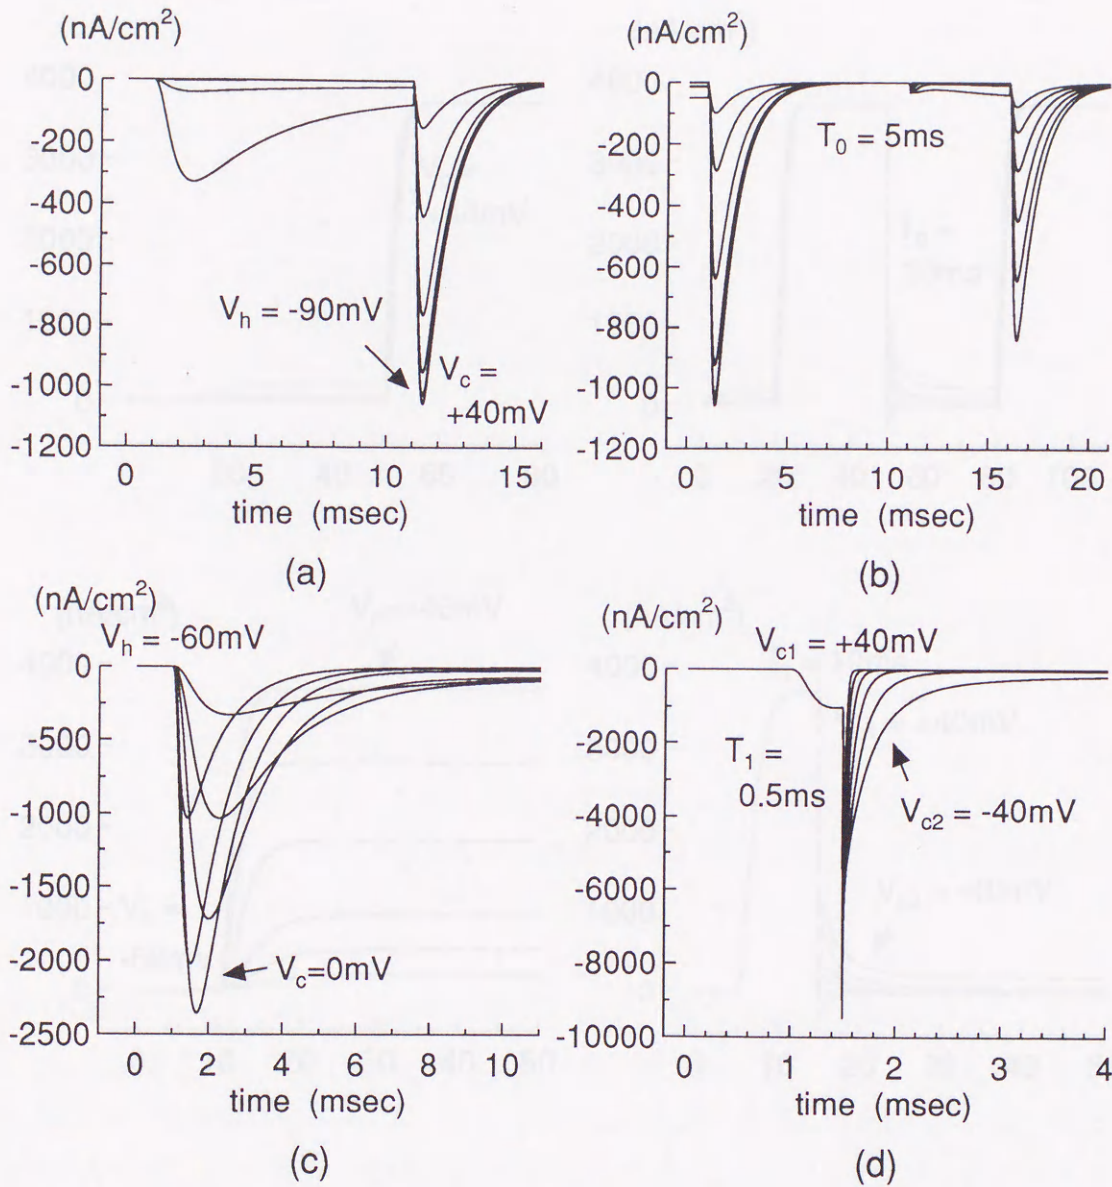 (nA/cm²)
0
-200
-400
-600
-800
-1000
-1200
V_h = -90mV
V_c =
+40mV
0 5 10 15
time (msec)
(a)
(nA/cm²)
0
-200
-400
-600
-800
-1000
-1200
T_0 = 5ms
0 5 10 15 20
time (msec)
(b)
(nA/cm²)
V_h = -60mV
0
-500
-1000
-1500
-2000
-2500
V_c=0mV
0 2 4 6 8 10
time (msec)
(c)
(nA/cm²)
V_c1 = +40mV
0
-2000
-4000
-6000
-8000
-10000
T_1 =
0.5ms
V_c2 = -40mV
0 1 2 3 4
time (msec)
(d)